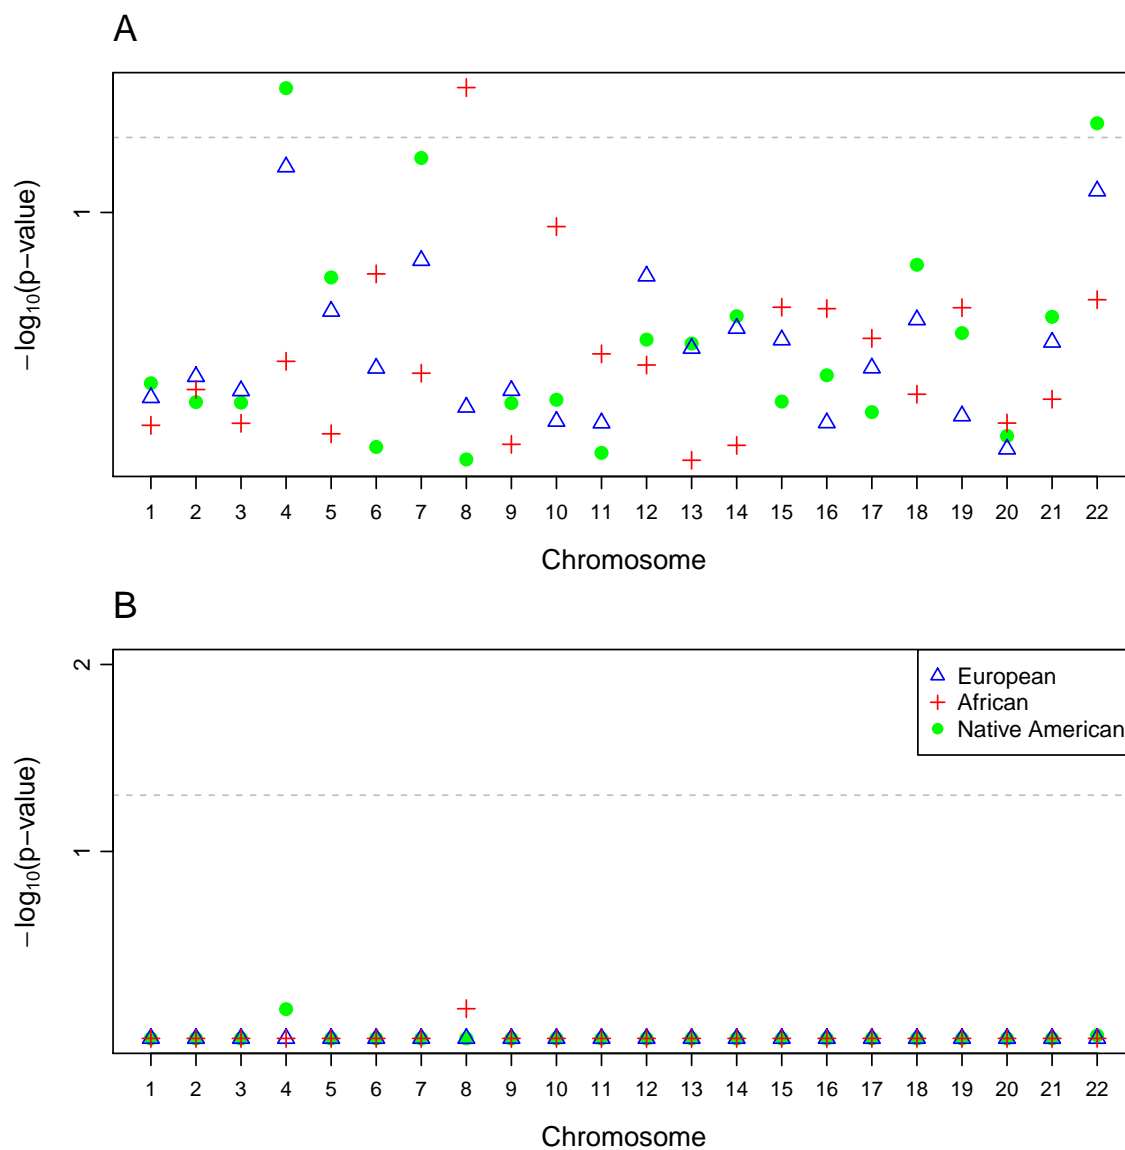 A
−log₁₀(p−value)
1
1 2 3 4 5 6 7 8 9 10 11 12 13 14 15 16 17 18 19 20 21 22
Chromosome
B
−log₁₀(p−value)
2
1
European
African
Native American
1 2 3 4 5 6 7 8 9 10 11 12 13 14 15 16 17 18 19 20 21 22
Chromosome